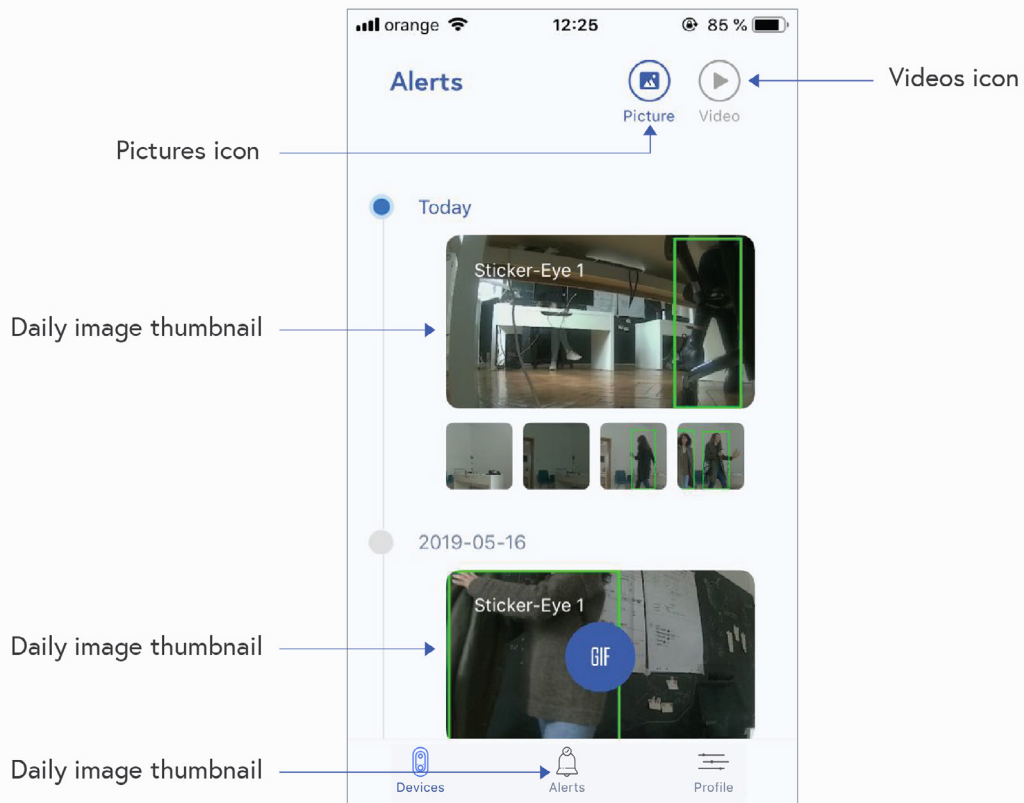 orange 12:25 85 %
Alerts
Videos icon
Picture Video
Pictures icon
Today
Sticker-Eye 1
Daily image thumbnail
2019-05-16
Sticker-Eye 1
Daily image thumbnail
GIF
Daily image thumbnail
Devices Alerts Profile